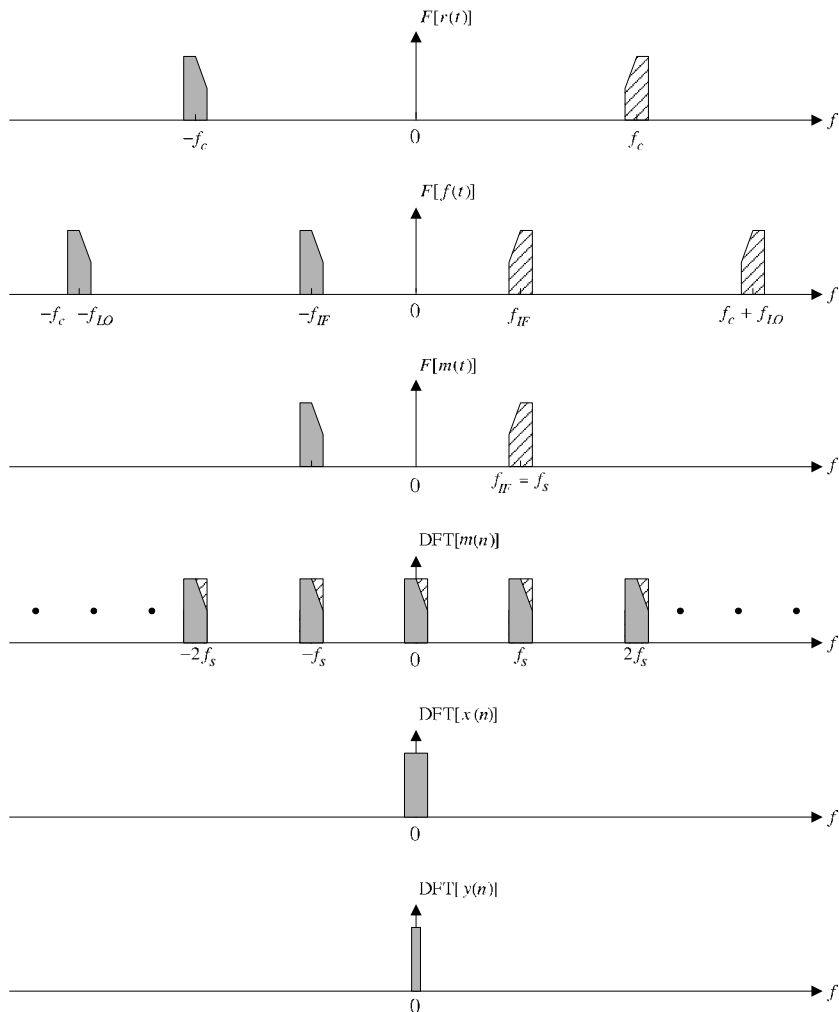 F[r(t)]
f
−f_c 0 f_c
F[f(t)]
f
−f_c −f_LO −f_IF 0 f_IF f_c + f_LO
F[m(t)]
f
0 f_IF = f_s
DFT[m(n)]
f
−2f_s −f_s 0 f_s 2f_s
DFT[x(n)]
f
0
DFT[y(n)]
f
0